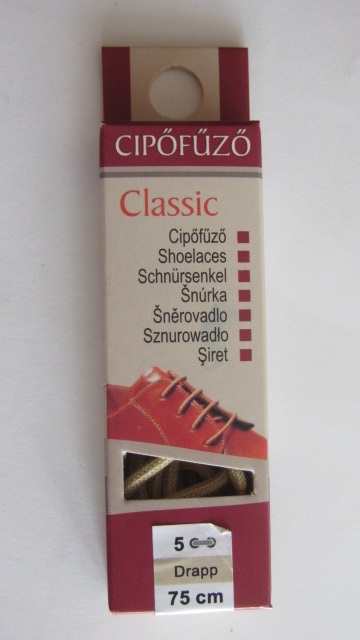 CIPŐFŰZŐ
Classic
Cipőfűző
Shoelaces
Schnürsenkel
Šnúrka
Šněrovadlo
Sznurowadło
Şiret
5
Drapp
75 cm